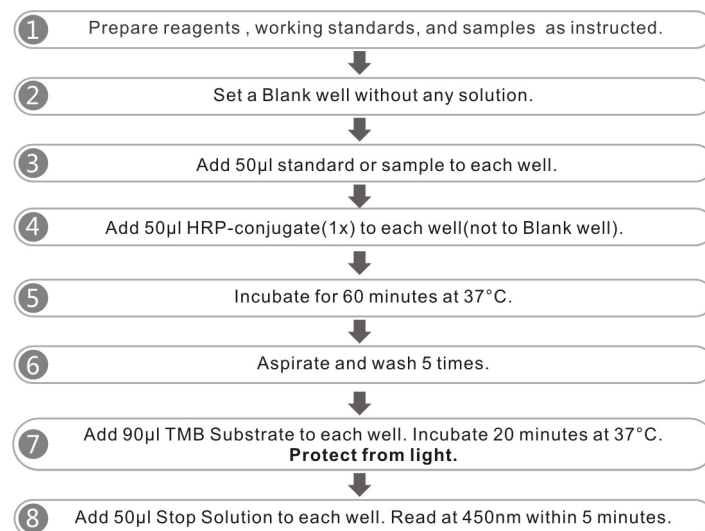 1 Prepare reagents , working standards, and samples as instructed.
2 Set a Blank well without any solution.
3 Add 50µl standard or sample to each well.
4 Add 50µl HRP-conjugate(1x) to each well(not to Blank well).
5 Incubate for 60 minutes at 37°C.
6 Aspirate and wash 5 times.
7 Add 90µl TMB Substrate to each well. Incubate 20 minutes at 37°C.
Protect from light.
8 Add 50µl Stop Solution to each well. Read at 450nm within 5 minutes.